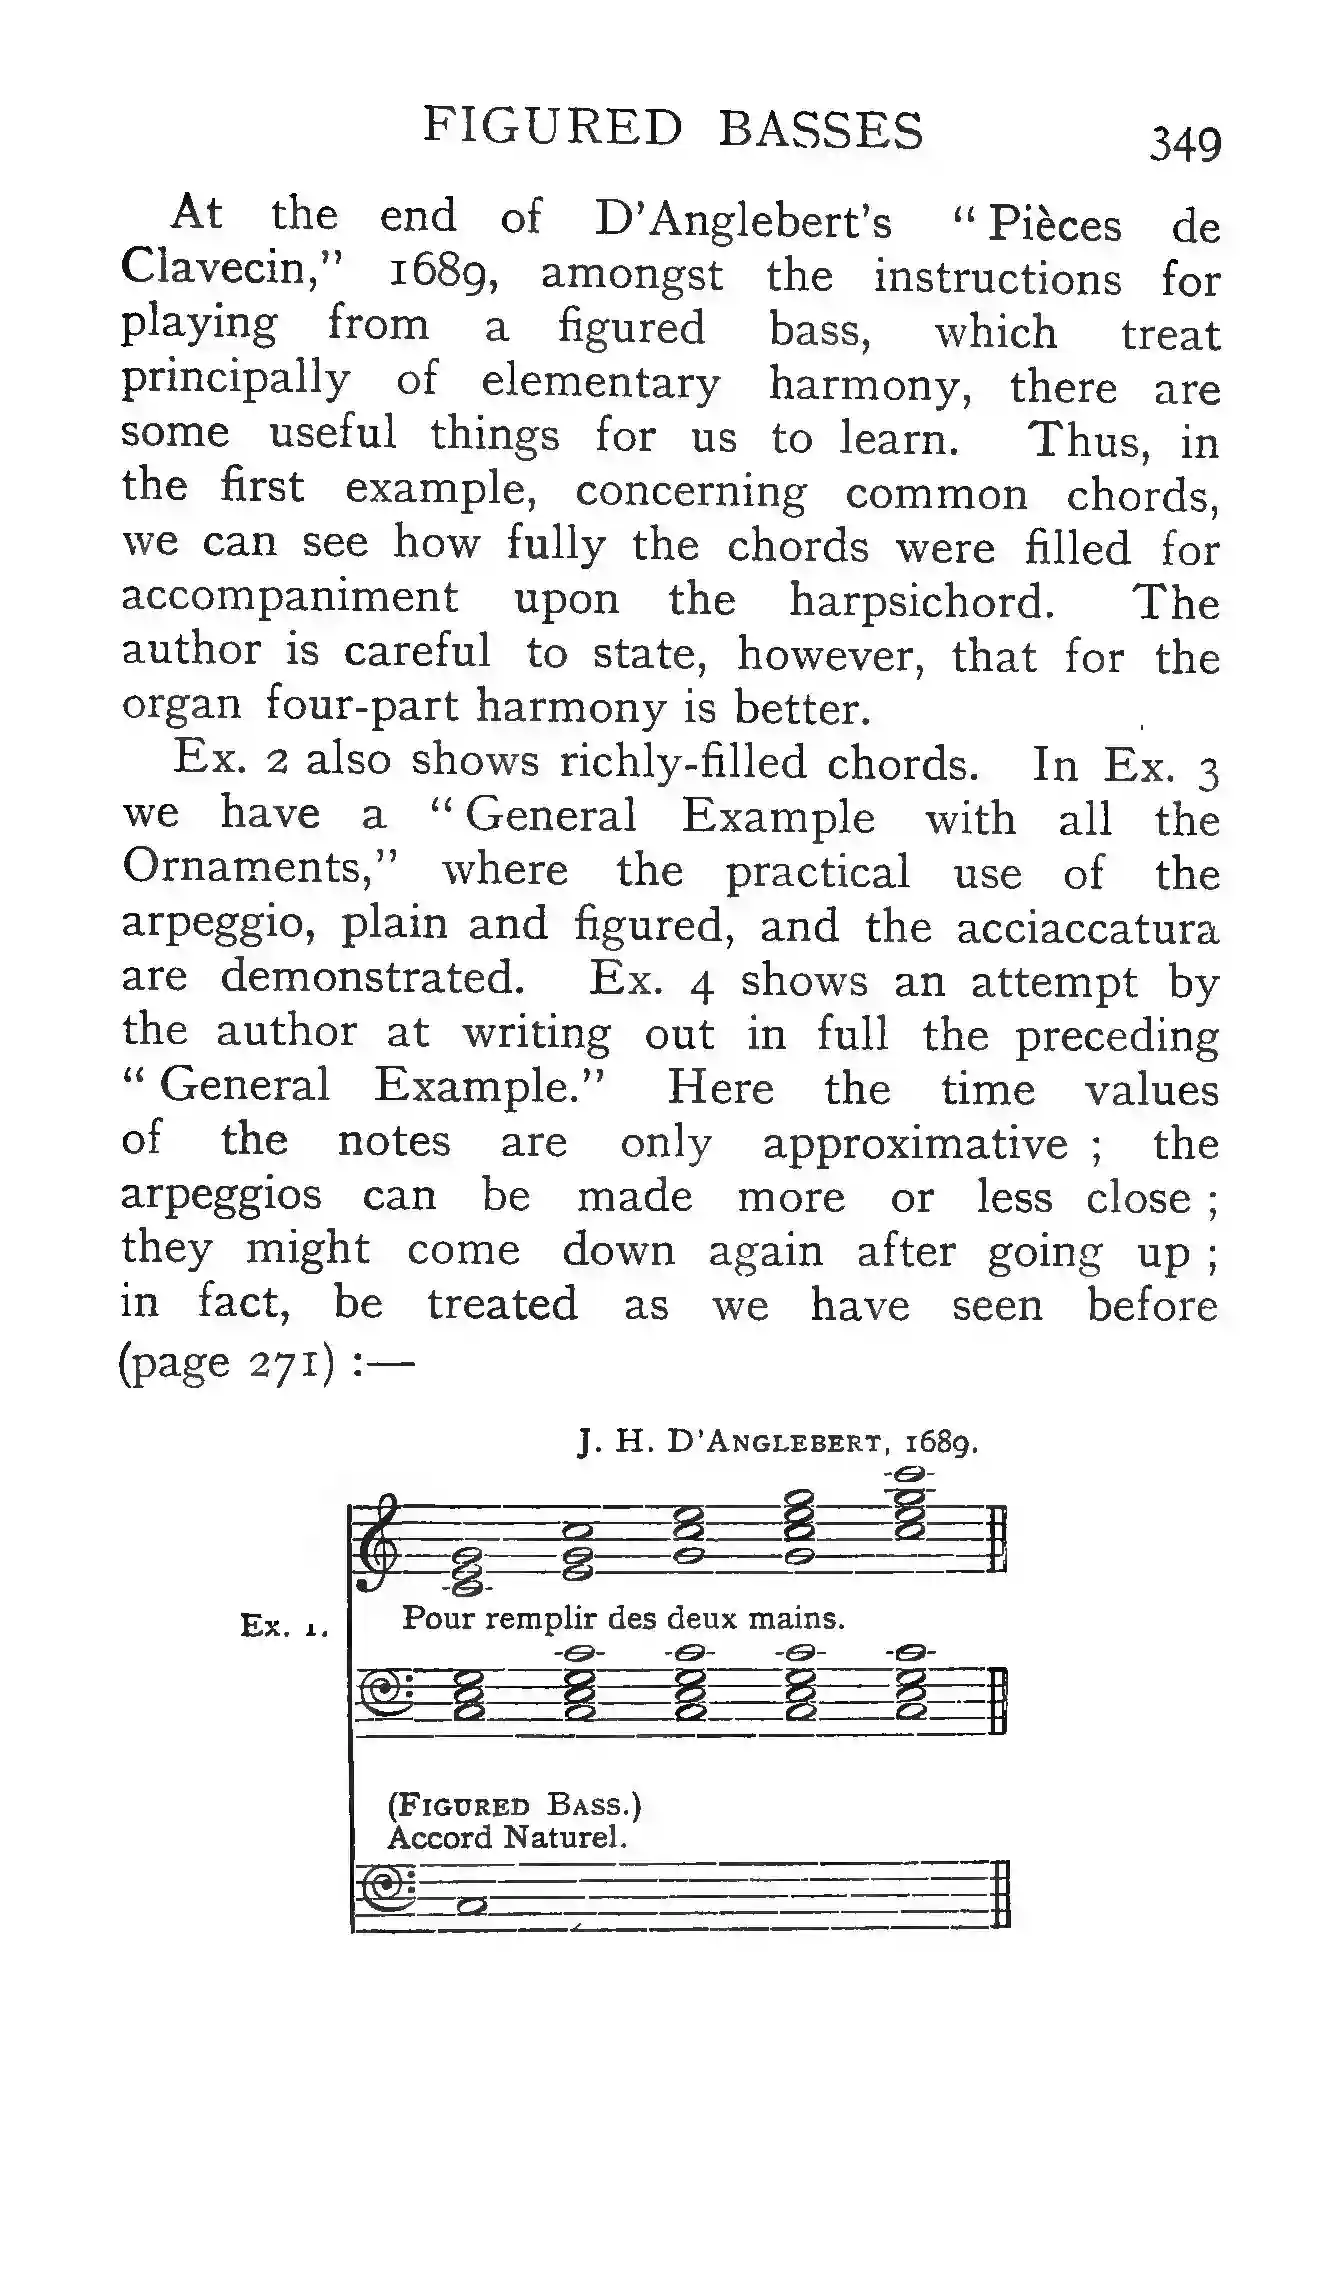 FIGURED BASSES 349
At the end of D’Anglebert’s “Pièces de
Clavecin,” 1689, amongst the instructions for
playing from a figured bass, which treat
principally of elementary harmony, there are
some useful things for us to learn. Thus, in
the first example, concerning common chords,
we can see how fully the chords were filled for
accompaniment upon the harpsichord. The
author is careful to state, however, that for the
organ four-part harmony is better.
Ex. 2 also shows richly-filled chords. In Ex. 3
we have a “General Example with all the
Ornaments,” where the practical use of the
arpeggio, plain and figured, and the acciaccatura
are demonstrated. Ex. 4 shows an attempt by
the author at writing out in full the preceding
“General Example.” Here the time values
of the notes are only approximative ; the
arpeggios can be made more or less close ;
they might come down again after going up ;
in fact, be treated as we have seen before
(page 271) :—
J. H. D’ANGLEBERT, 1689.
Ex. 1.
Pour remplir des deux mains.
(FIGURED BASS.)
Accord Naturel.